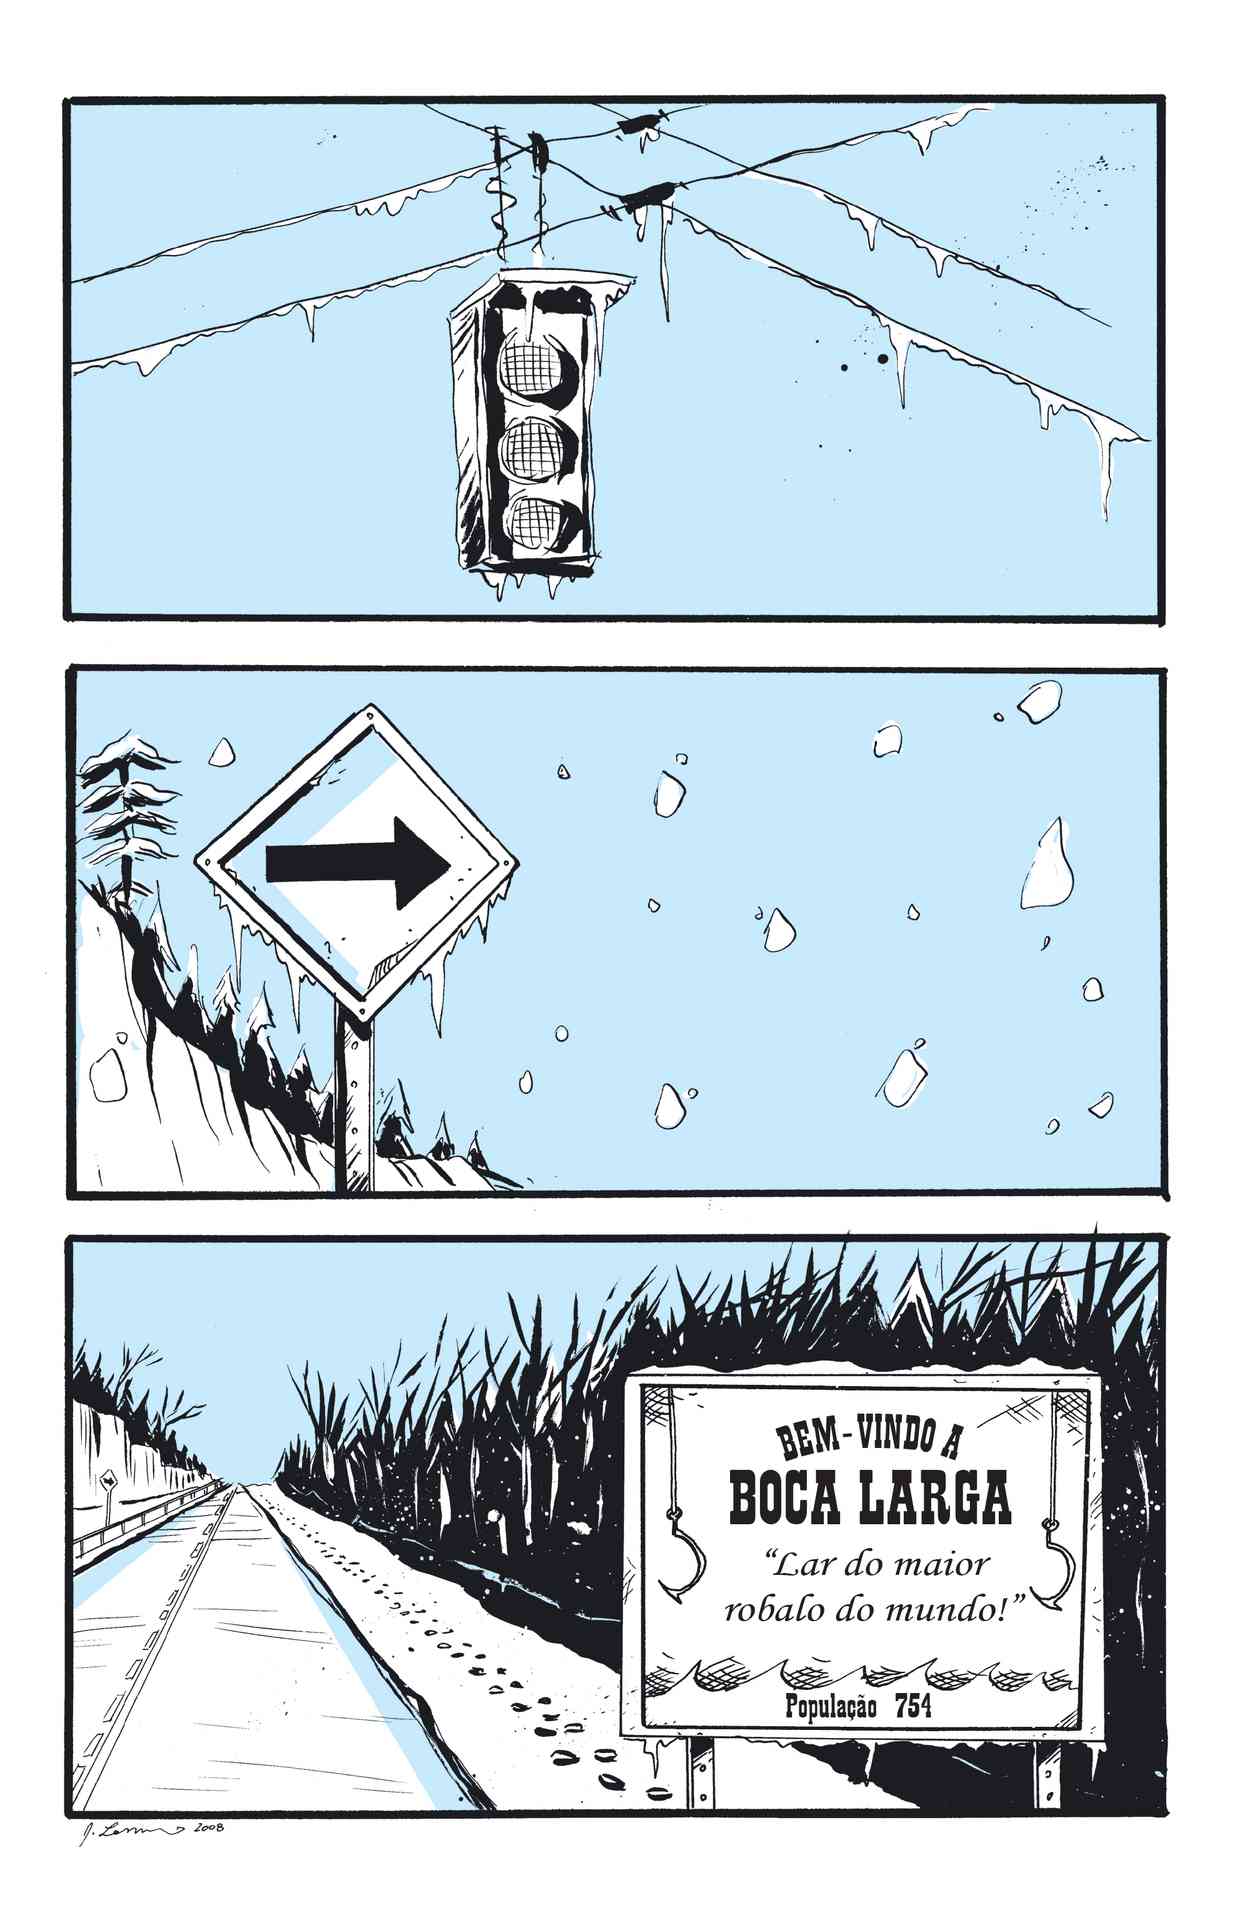 BEM-VINDO A
BOCA LARGA
“Lar do maior
robalo do mundo!”
População 754
2008